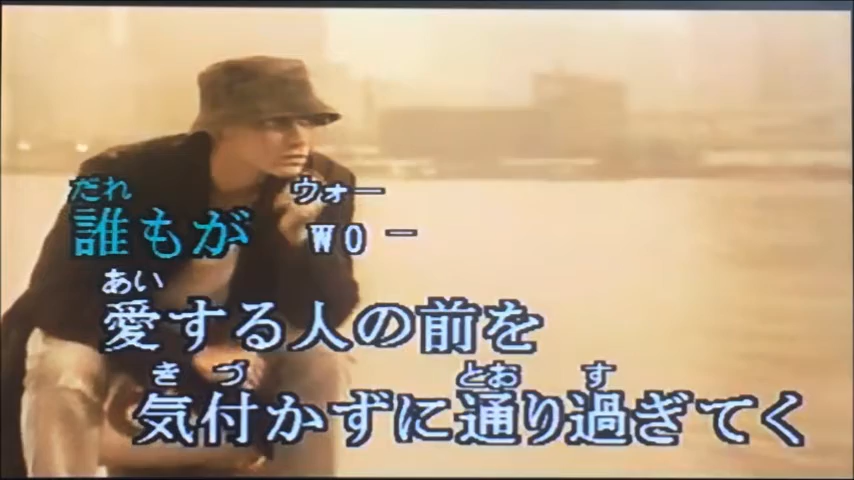 だれ ウォー
誰もが WO－
あい
愛する人の前を
き づ とお す
気付かずに通り過ぎてく